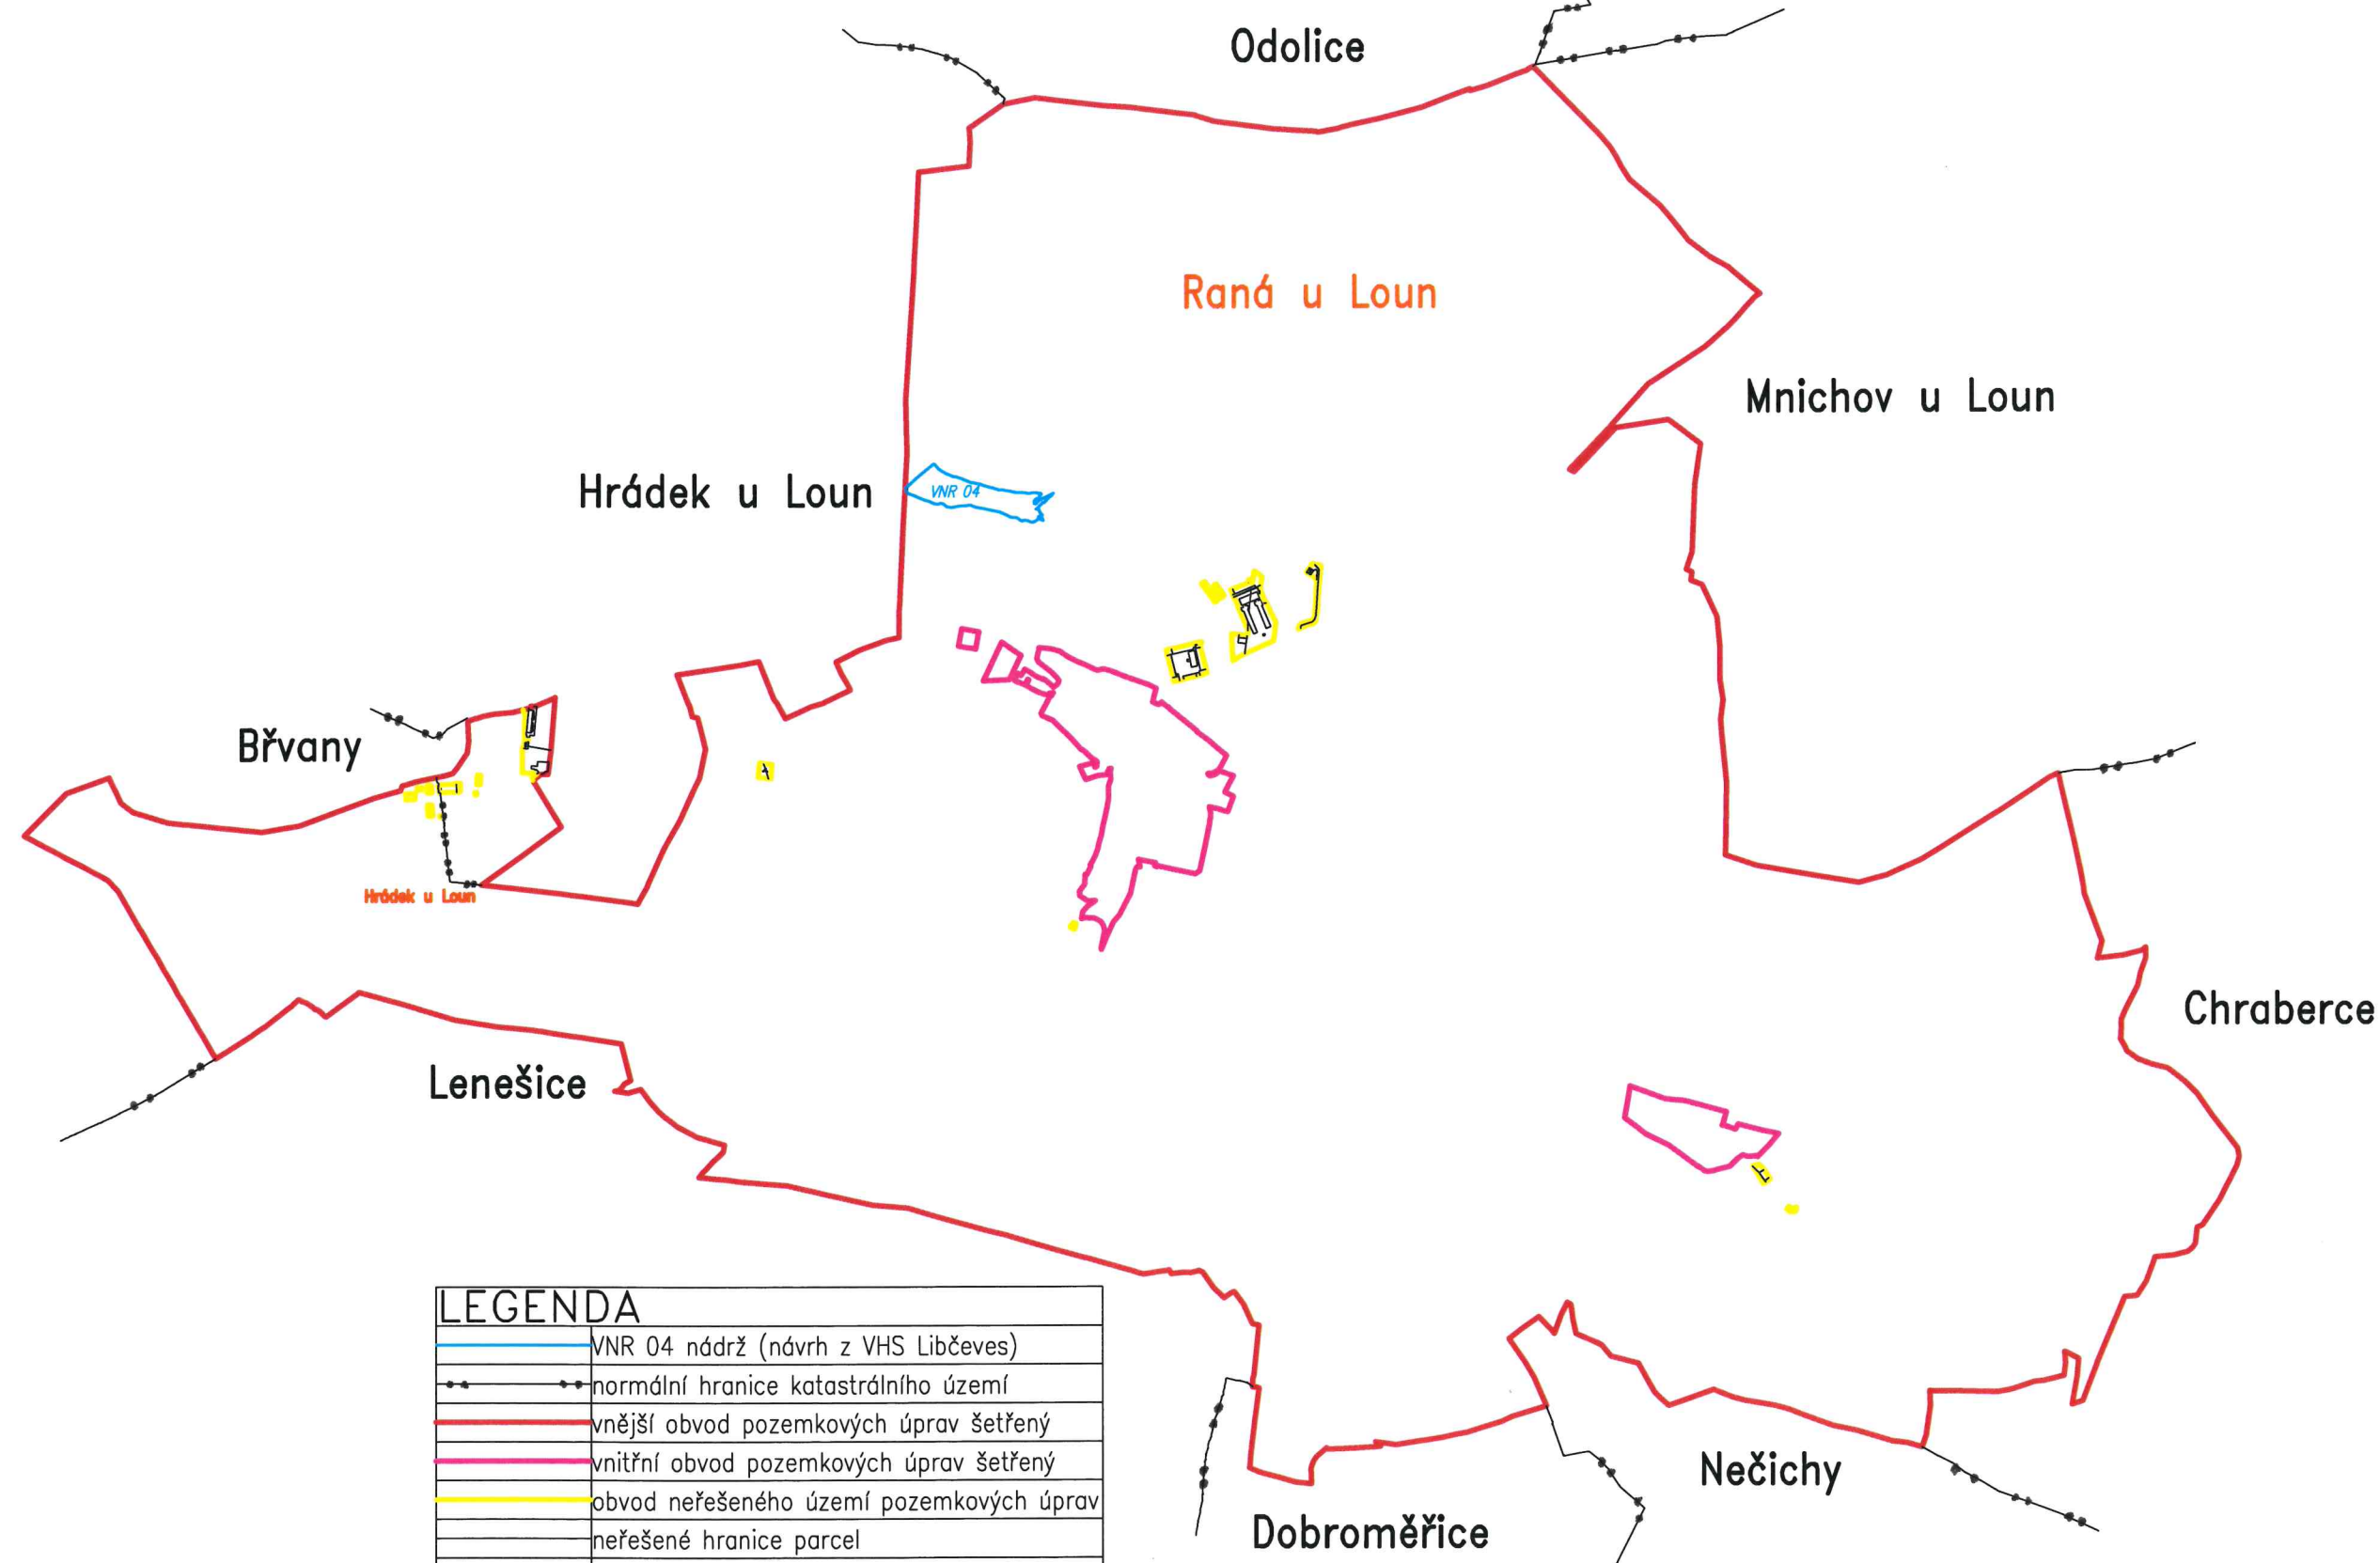 Odolice
Raná u Loun
Mnichov u Loun
Hrádek u Loun
VNR 04
Břvany
Hrádek u Loun
Chraberce
Lenešice
LEGENDA
VNR 04 nádrž (návrh z VHS Libčeves)
normální hranice katastrálního území
vnější obvod pozemkových úprav šetřený
vnitřní obvod pozemkových úprav šetřený
obvod neřešeného území pozemkových úprav
neřešené hranice parcel
Nečichy
Dobroměřice